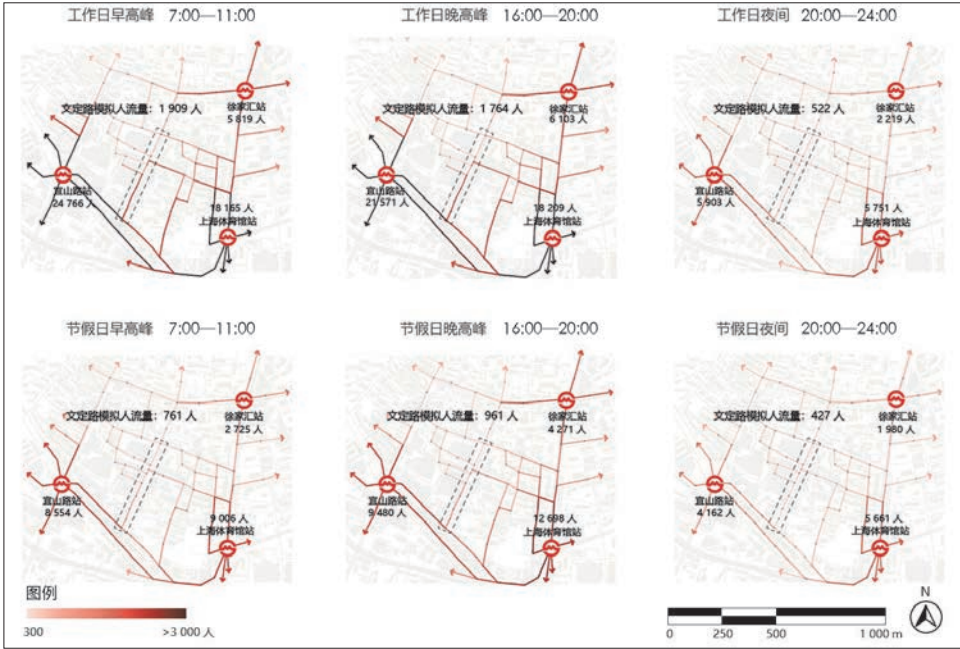 工作日早高峰 7:00—11:00
文定路模拟人流量：1 909 人
徐家汇站
5 819 人
宜山路站
24 766 人
18 165 人
上海体育馆站
工作日晚高峰 16:00—20:00
文定路模拟人流量：1 764 人
徐家汇站
6 103 人
宜山路站
21 571 人
18 209 人
上海体育馆站
工作日夜间 20:00—24:00
文定路模拟人流量：522 人
徐家汇站
2 219 人
宜山路站
5 903 人
5 751 人
上海体育馆站
节假日早高峰 7:00—11:00
文定路模拟人流量：761 人
徐家汇站
2 725 人
宜山路站
8 554 人
9 006 人
上海体育馆站
节假日晚高峰 16:00—20:00
文定路模拟人流量：961 人
徐家汇站
4 271 人
宜山路站
9 480 人
12 698 人
上海体育馆站
节假日夜间 20:00—24:00
文定路模拟人流量：427 人
徐家汇站
1 980 人
宜山路站
4 162 人
5 661 人
上海体育馆站
图例
300 >3 000 人
N
0 250 500 1 000 m